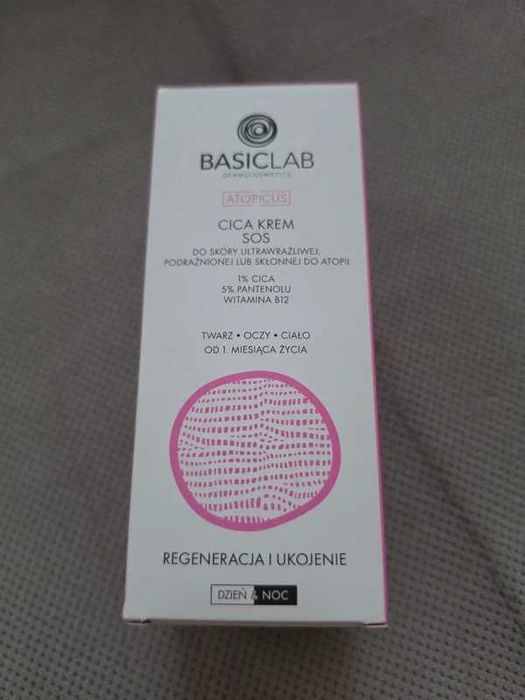 BASICLAB
DERMOCOSMETICS
ATOPICUS
CICA KREM
SOS
DO SKÓRY ULTRAWRAŻLIWEJ,
PODRAŻNIONEJ LUB SKŁONNEJ DO ATOPII
1% CICA
5% PANTENOLU
WITAMINA B12
TWARZ • OCZY • CIAŁO
OD 1. MIESIĄCA ŻYCIA
REGENERACJA I UKOJENIE
DZIEŃ & NOC